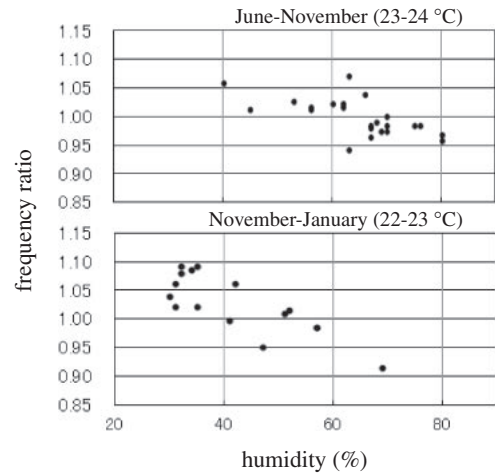 June-November (23-24 °C)
1.15
1.10
1.05
1.00
0.95
0.90
0.85
frequency ratio
November-January (22-23 °C)
1.15
1.10
1.05
1.00
0.95
0.90
0.85
20 40 60 80
humidity (%)